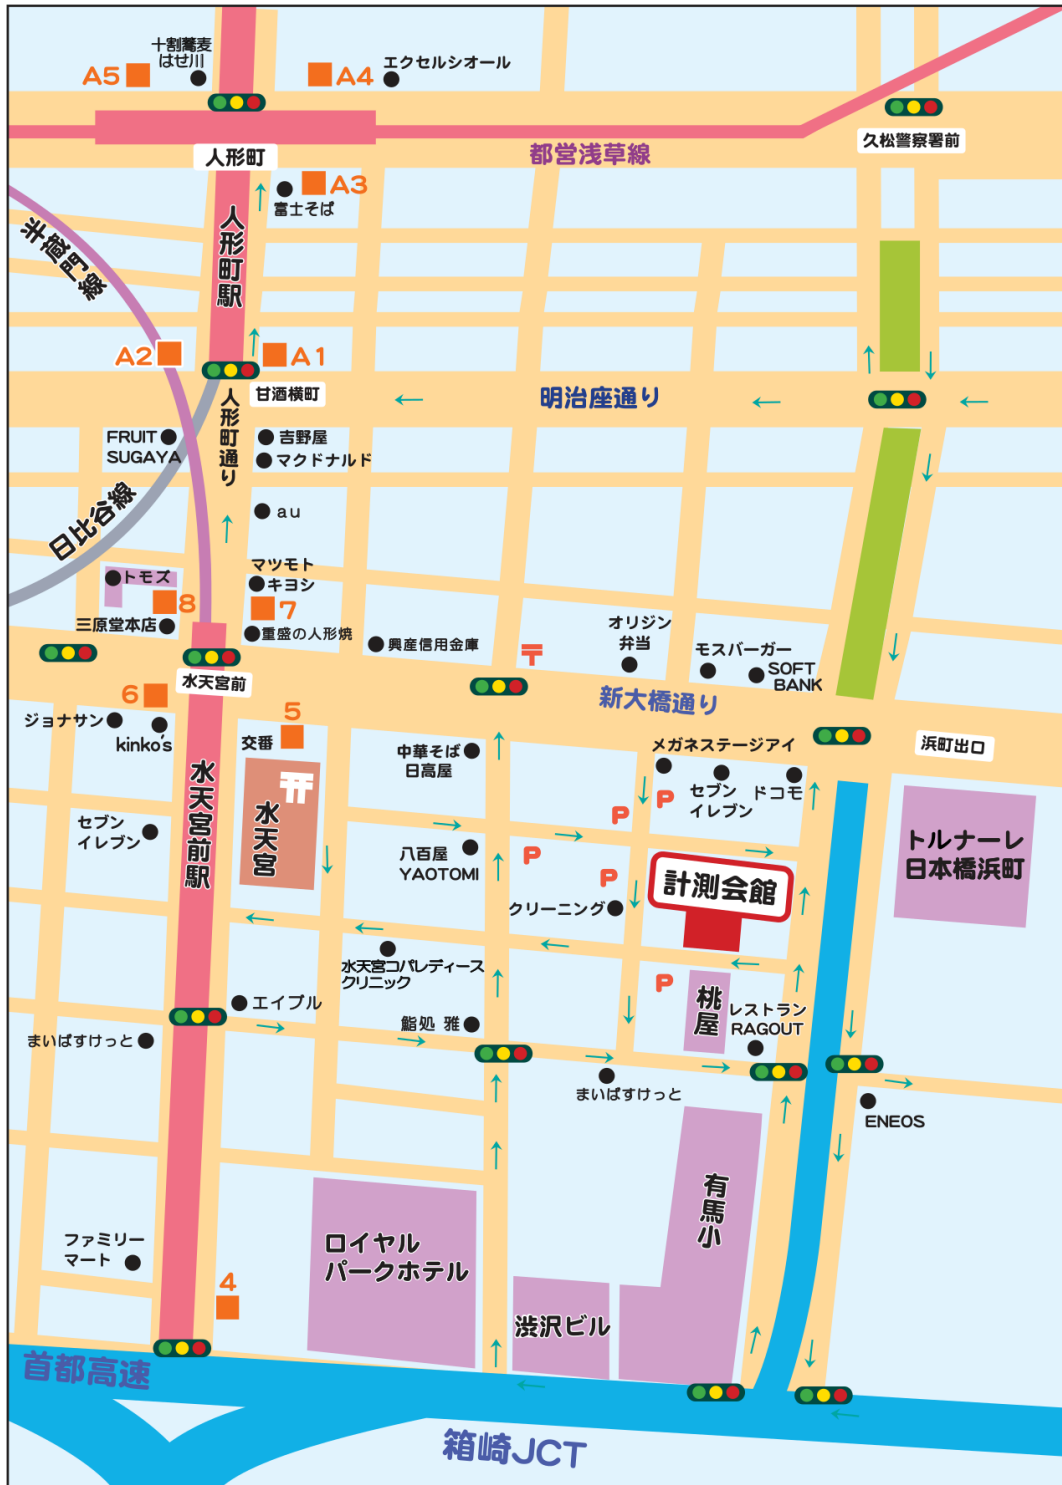 十割蕎麦
はせ川
エクセルシオール
A5
A4
久松警察署前
人形町
都営浅草線
A3
富士そば
半蔵門線
人形町駅
A2
A1
甘酒横町
明治座通り
人形町通り
FRUIT
SUGAYA
吉野屋
マクドナルド
日比谷線
au
マツモト
キヨシ
トモズ
8
7
三原堂本店
重盛の人形焼
興産信用金庫
オリジン
弁当
〒
モスバーガー
SOFT
BANK
水天宮前
6
新大橋通り
ジョナサン
kinko's
5
交番
中華そば
日高屋
メガネステージアイ
浜町出口
水天宮前駅
水天宮
セブン
イレブン
ドコモ
P
P
セブン
イレブン
トルナーレ
日本橋浜町
八百屋
YAOTOMI
P
P
計測会館
クリーニング
水天宮コパレディース
クリニック
P
桃屋
エイブル
鮨処 雅
レストラン
RAGOUT
まいばすけっと
まいばすけっと
ENEOS
有馬小
ファミリー
マート
ロイヤル
パークホテル
4
渋沢ビル
首都高速
箱崎JCT